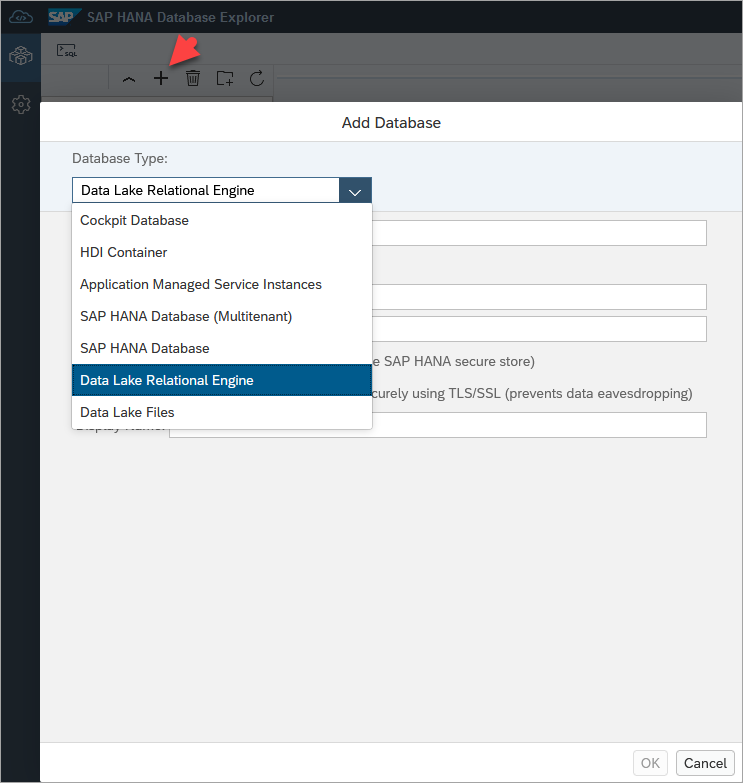 SAP SAP HANA Database Explorer
SQL
Add Database
Database Type:
Data Lake Relational Engine
Cockpit Database
HDI Container
Application Managed Service Instances
SAP HANA Database (Multitenant)
SAP HANA Database
e SAP HANA secure store)
Data Lake Relational Engine
curely using TLS/SSL (prevents data eavesdropping)
Data Lake Files
Display Name:
OK
Cancel